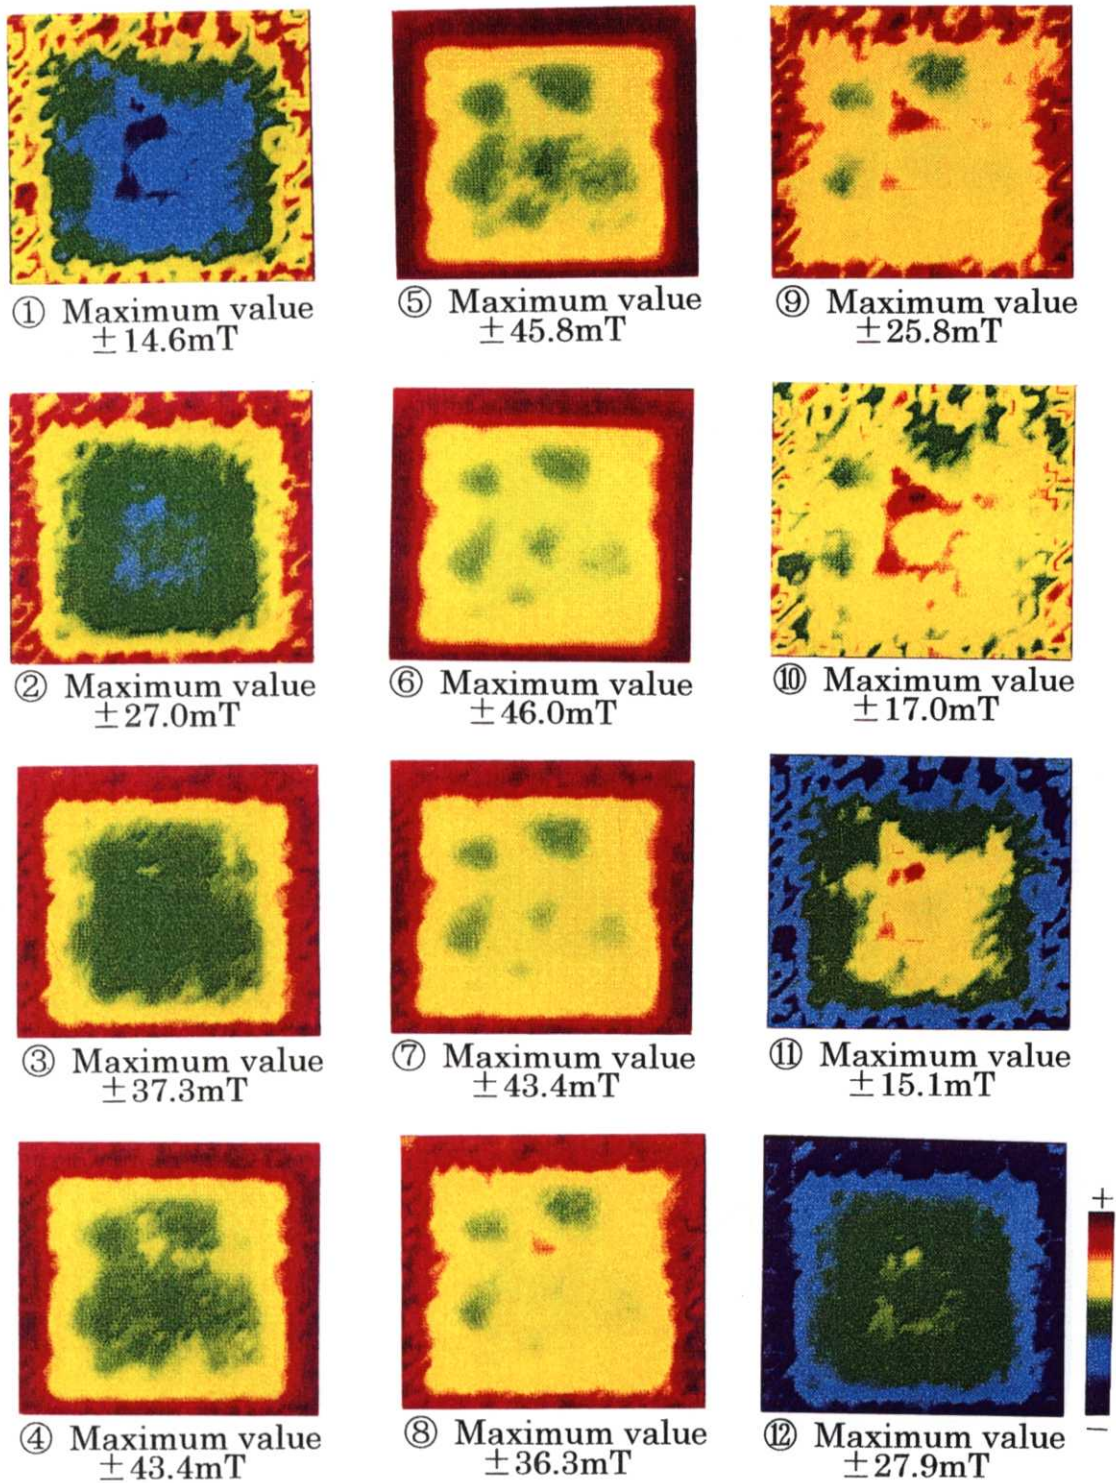 ① Maximum value
±14.6mT
② Maximum value
±27.0mT
③ Maximum value
±37.3mT
④ Maximum value
±43.4mT
⑤ Maximum value
±45.8mT
⑥ Maximum value
±46.0mT
⑦ Maximum value
±43.4mT
⑧ Maximum value
±36.3mT
⑨ Maximum value
±25.8mT
⑩ Maximum value
±17.0mT
⑪ Maximum value
±15.1mT
⑫ Maximum value
±27.9mT
+
−